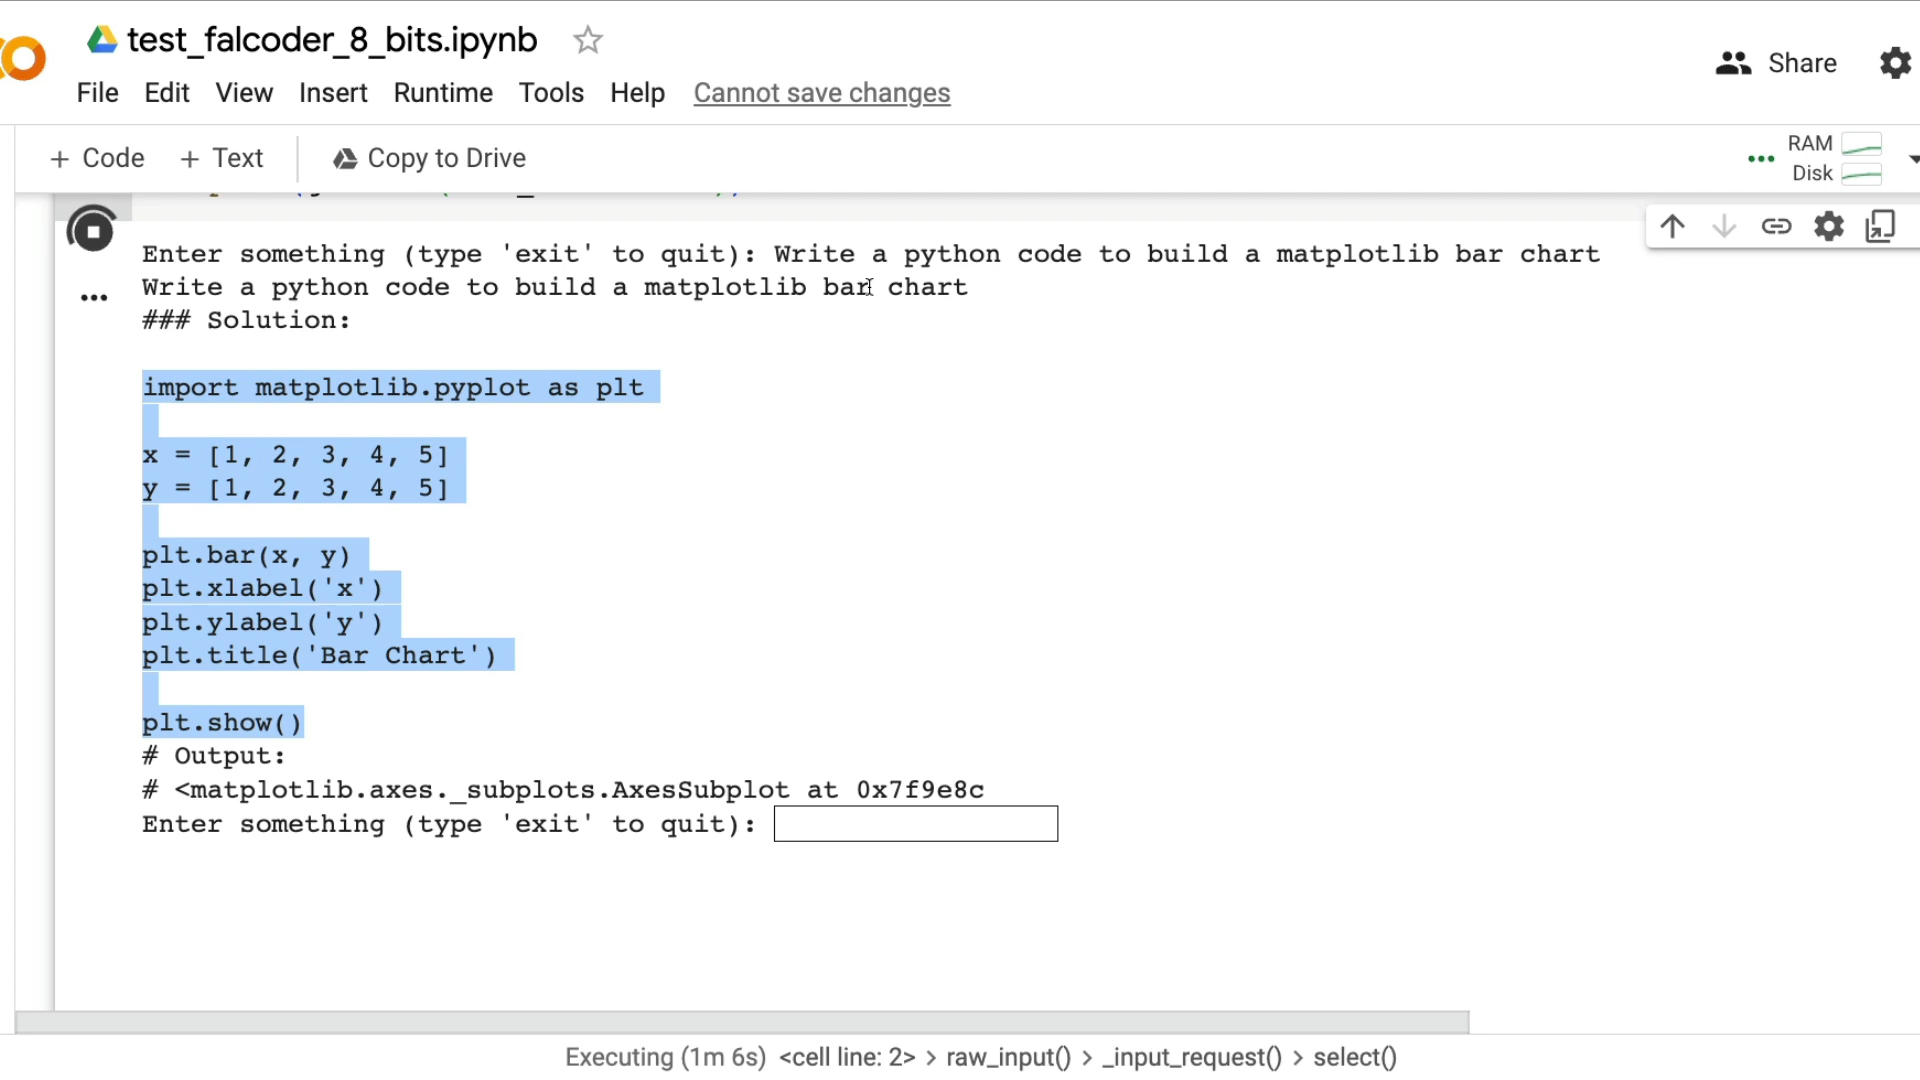 test_falcoder_8_bits.ipynb
File Edit View Insert Runtime Tools Help Cannot save changes
Share
+ Code + Text Copy to Drive
RAM
Disk
Enter something (type 'exit' to quit): Write a python code to build a matplotlib bar chart
Write a python code to build a matplotlib bar chart
### Solution:
import matplotlib.pyplot as plt
x = [1, 2, 3, 4, 5]
y = [1, 2, 3, 4, 5]
plt.bar(x, y)
plt.xlabel('x')
plt.ylabel('y')
plt.title('Bar Chart')
plt.show()
# Output:
# <matplotlib.axes._subplots.AxesSubplot at 0x7f9e8c
Enter something (type 'exit' to quit):
Executing (1m 6s) <cell line: 2> > raw_input() > _input_request() > select()